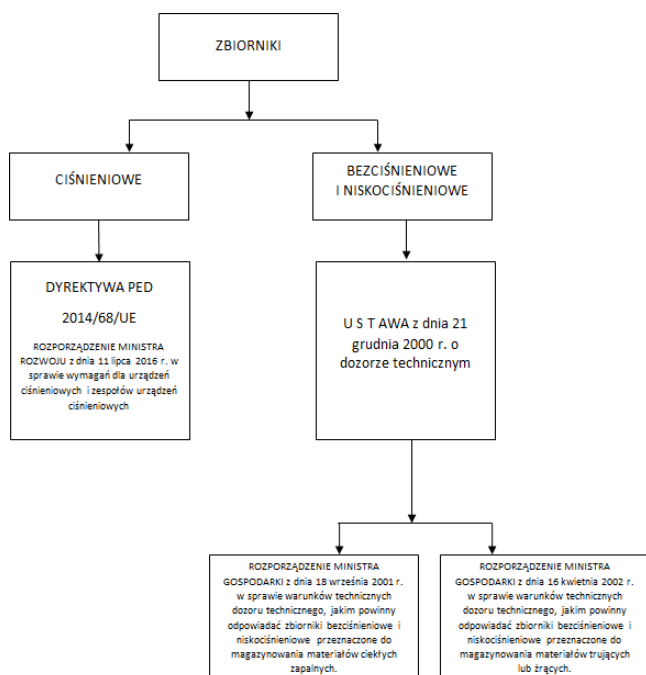 ZBIORNIKI
CIŚNIENIOWE
BEZCIŚNIENIOWE
I NISKOCIŚNIENIOWE
DYREKTYWA PED
2014/68/UE
ROZPORZĄDZENIE MINISTRA
ROZWOJU z dnia 11 lipca 2016 r. w
sprawie wymagań dla urządzeń
ciśnieniowych i zespołów urządzeń
ciśnieniowych
U S T AWA z dnia 21
grudnia 2000 r. o
dozorze technicznym
ROZPORZĄDZENIE MINISTRA
GOSPODARKI z dnia 18 września 2001 r.
w sprawie warunków technicznych
dozoru technicznego, jakim powinny
odpowiadać zbiorniki bezciśnieniowe i
niskociśnieniowe przeznaczone do
magazynowania materiałów ciekłych
zapalnych.
ROZPORZĄDZENIE MINISTRA
GOSPODARKI z dnia 16 kwietnia 2002 r.
w sprawie warunków technicznych
dozoru technicznego, jakim powinny
odpowiadać zbiorniki bezciśnieniowe i
niskociśnieniowe przeznaczone do
magazynowania materiałów trujących
lub żrących.